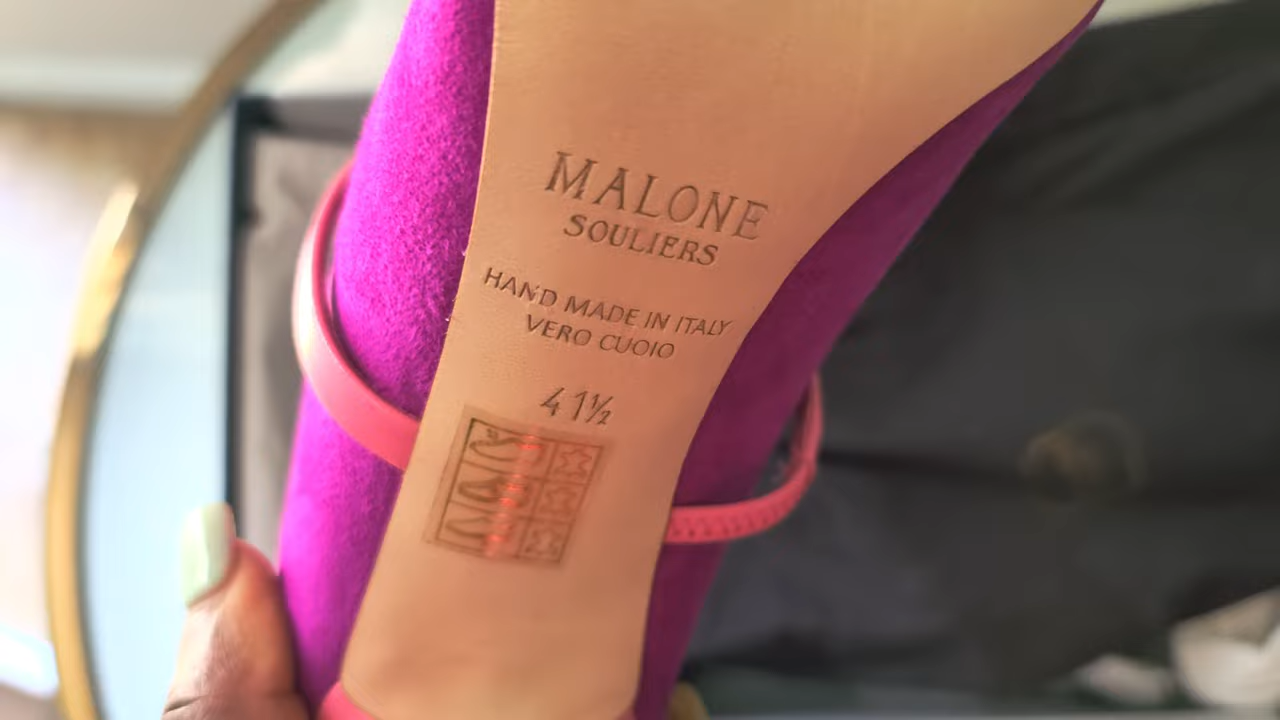 MALONE
SOULIERS
HAND MADE IN ITALY
VERO CUOIO
41½